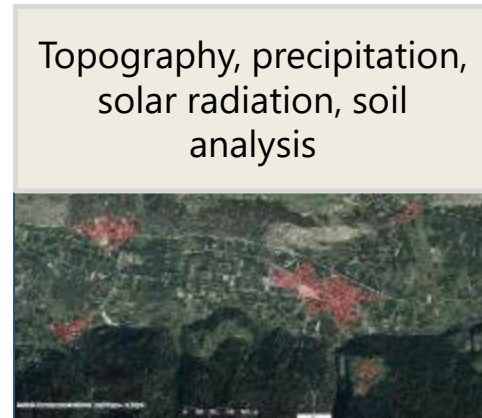 Topography, precipitation,
solar radiation, soil
analysis